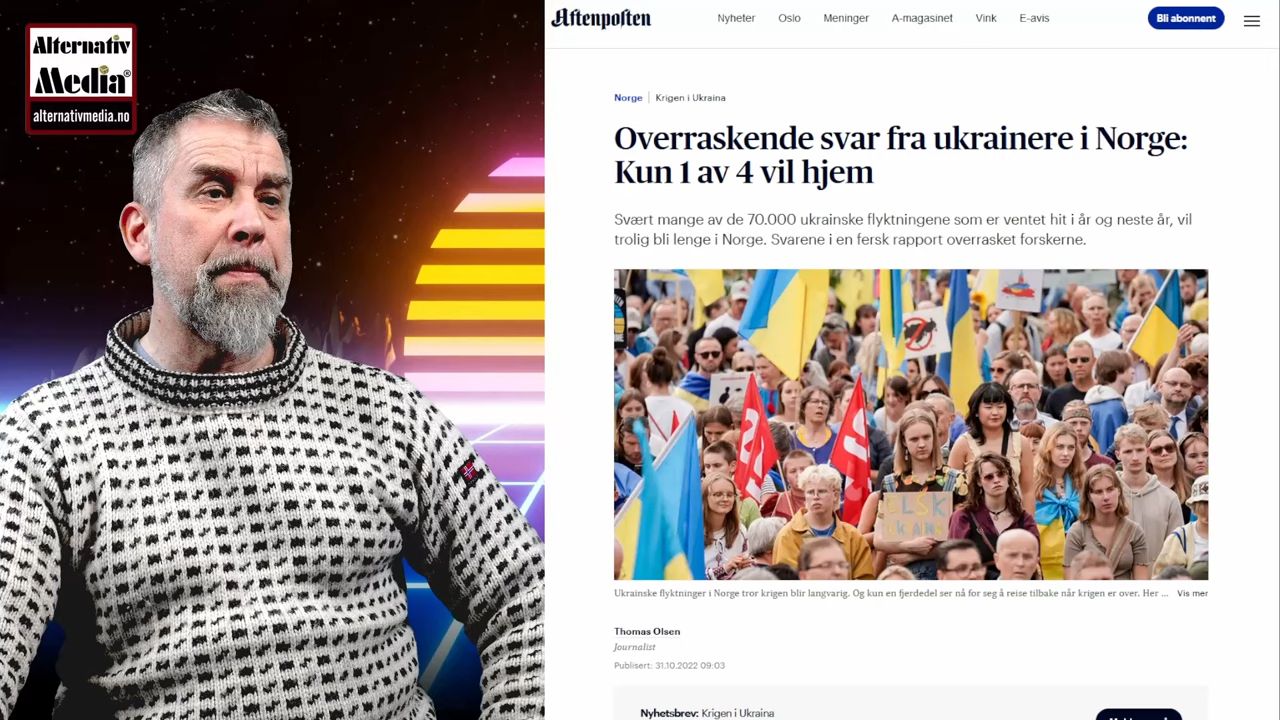 Alternativ
Media®
alternativmedia.no
Aftenposten
Nyheter Oslo Meninger A-magasinet Vink E-avis
Bli abonnent
Norge | Krigen i Ukraina
Overraskende svar fra ukrainere i Norge:
Kun 1 av 4 vil hjem
Svært mange av de 70.000 ukrainske flyktningene som er ventet hit i år og neste år, vil
trolig bli lenge i Norge. Svarene i en fersk rapport overrasket forskerne.
Ukrainske flyktninger i Norge tror krigen blir langvarig. Og kun en fjerdedel ser nå for seg å reise tilbake når krigen er over. Her ... Vis mer
Thomas Olsen
Journalist
Publisert: 31.10.2022 09:03
Nyhetsbrev: Krigen i Ukraina